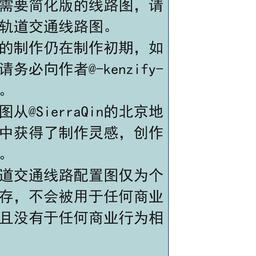 需要简化版的线路图，请
轨道交通线路图。
的制作仍在制作初期，如
请务必向作者@-kenzify-
。
图从@SierraQin的北京地
中获得了制作灵感，创作
。
道交通线路配置图仅为个
存，不会被用于任何商业
且没有于任何商业行为相